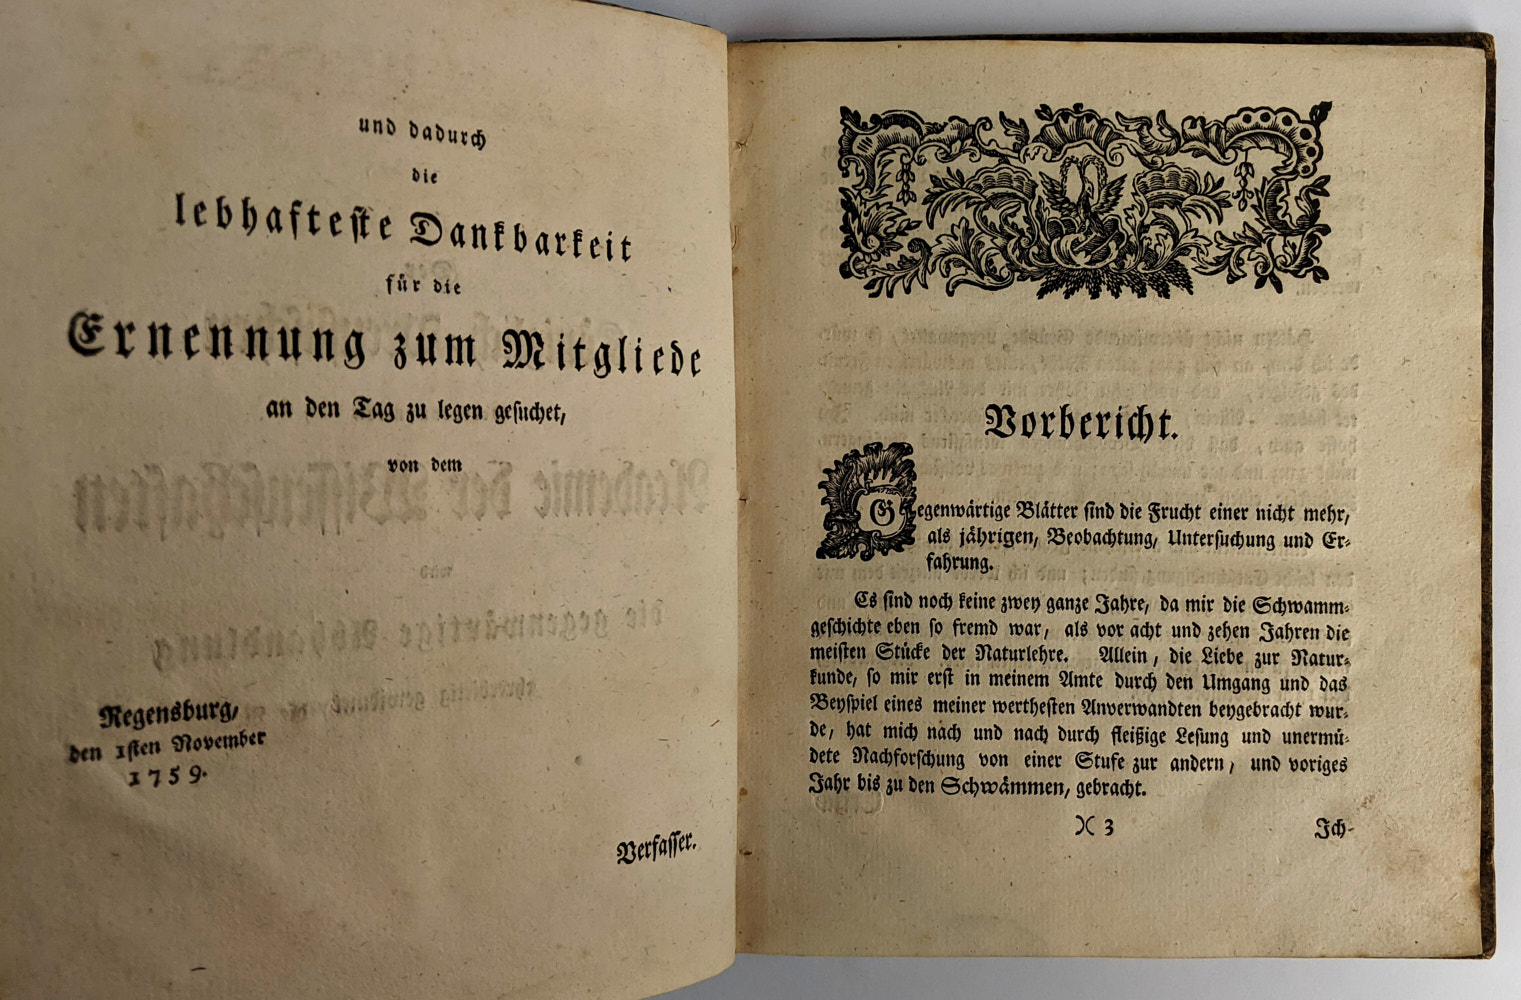 und dadurch
die
lebhafteste Dankbarkeit
für die
Ernennung zum Mitgliede
an den Tag zu legen gesuchet,
von dem
Regensburg,
den 1sten November
1759.
Verfasser.
Vorbericht.
Gegenwärtige Blätter sind die Frucht einer nicht mehr,
als jährigen, Beobachtung, Untersuchung und Er-
fahrung.
Es sind noch keine zwey ganze Jahre, da mir die Schwamm-
geschichte eben so fremd war, als vor acht und zehen Jahren die
meisten Stücke der Naturlehre. Allein, die Liebe zur Natur-
kunde, so mir erst in meinem Amte durch den Umgang und das
Beyspiel eines meiner werthesten Anverwandten beygebracht wur-
de, hat mich nach und nach durch fleißige Lesung und unermü-
dete Nachforschung von einer Stufe zur andern, und voriges
Jahr bis zu den Schwämmen, gebracht.
)( 3
Ich